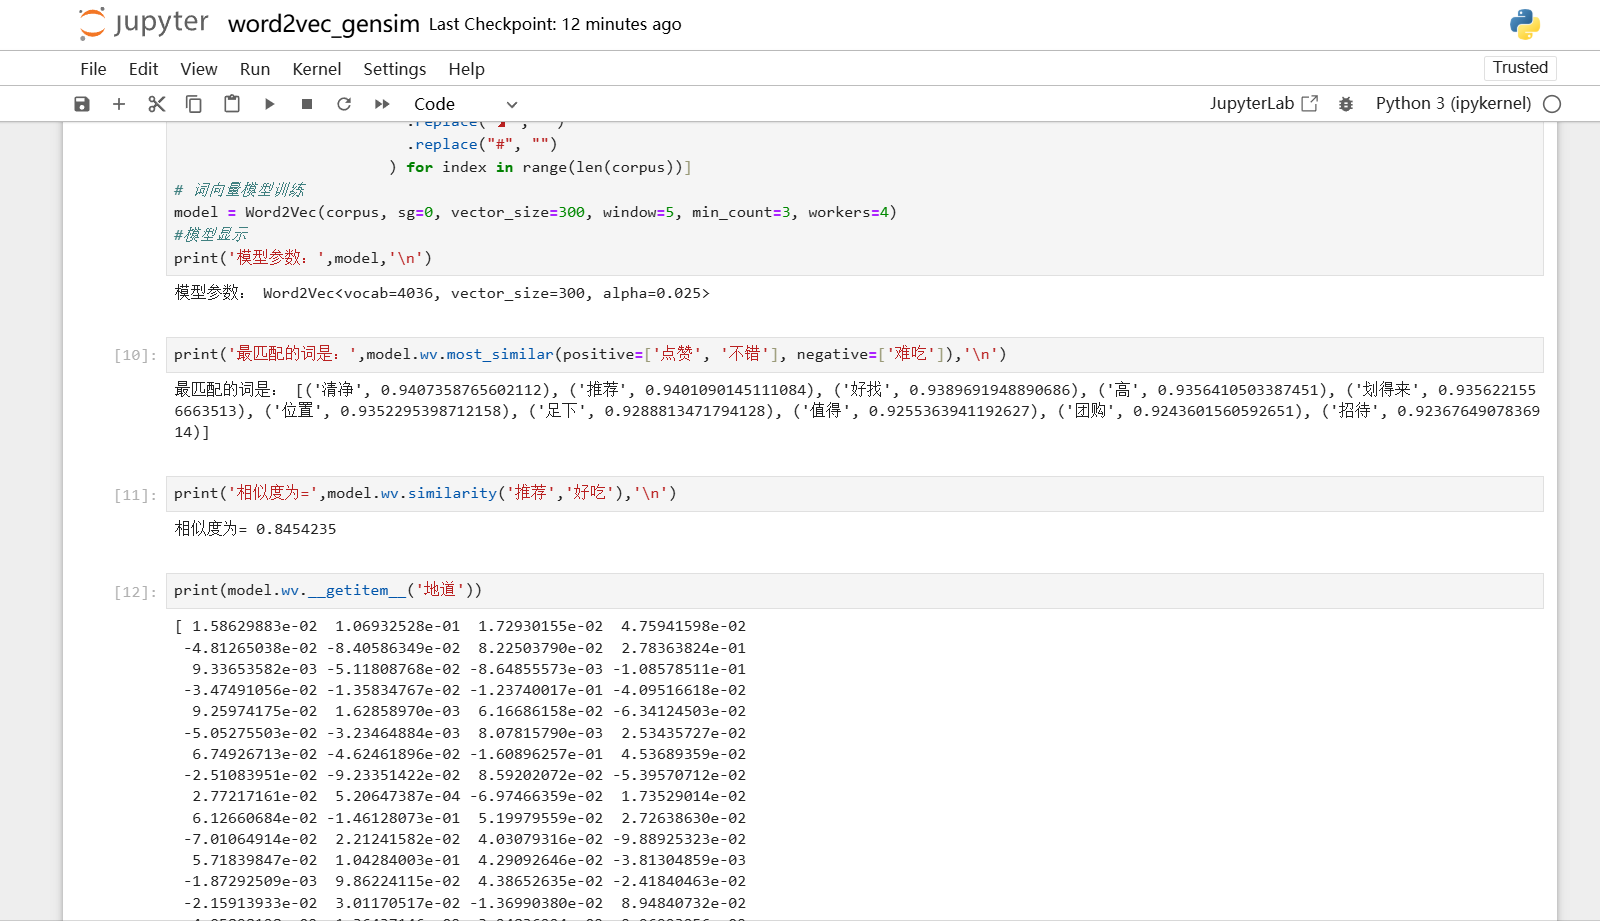 jupyter word2vec_gensim Last Checkpoint: 12 minutes ago
File Edit View Run Kernel Settings Help
Trusted
Code
JupyterLab
Python 3 (ipykernel)
.replace("#", "")
) for index in range(len(corpus))]
# 词向量模型训练
model = Word2Vec(corpus, sg=0, vector_size=300, window=5, min_count=3, workers=4)
#模型显示
print('模型参数：',model,'\n')
模型参数： Word2Vec<vocab=4036, vector_size=300, alpha=0.025>
[10]: print('最匹配的词是：',model.wv.most_similar(positive=['点赞', '不错'], negative=['难吃']),'\n')
最匹配的词是： [('清净', 0.9407358765602112), ('推荐', 0.9401090145111084), ('好找', 0.9389691948890686), ('高', 0.9356410503387451), ('划得来', 0.935622155
6663513), ('位置', 0.9352295398712158), ('足下', 0.9288813471794128), ('值得', 0.9255363941192627), ('团购', 0.9243601560592651), ('招待', 0.92367649078369
14)]
[11]: print('相似度为=',model.wv.similarity('推荐','好吃'),'\n')
相似度为= 0.8454235
[12]: print(model.wv.__getitem__('地道'))
[ 1.58629883e-02 1.06932528e-01 1.72930155e-02 4.75941598e-02
-4.81265038e-02 -8.40586349e-02 8.22503790e-02 2.78363824e-01
9.33653582e-03 -5.11808768e-02 -8.64855573e-03 -1.08578511e-01
-3.47491056e-02 -1.35834767e-02 -1.23740017e-01 -4.09516618e-02
9.25974175e-02 1.62858970e-03 6.16686158e-02 -6.34124503e-02
-5.05275503e-02 -3.23464884e-03 8.07815790e-03 2.53435727e-02
6.74926713e-02 -4.62461896e-02 -1.60896257e-01 4.53689359e-02
-2.51083951e-02 -9.23351422e-02 8.59202072e-02 -5.39570712e-02
2.77217161e-02 5.20647387e-04 -6.97466359e-02 1.73529014e-02
6.12660684e-02 -1.46128073e-01 5.19979559e-02 2.72638630e-02
-7.01064914e-02 2.21241582e-02 4.03079316e-02 -9.88925323e-02
5.71839847e-02 1.04284003e-01 4.29092646e-02 -3.81304859e-03
-1.87292509e-03 9.86224115e-02 4.38652635e-02 -2.41840463e-02
-2.15913933e-02 3.01170517e-02 -1.36990380e-02 8.94840732e-02